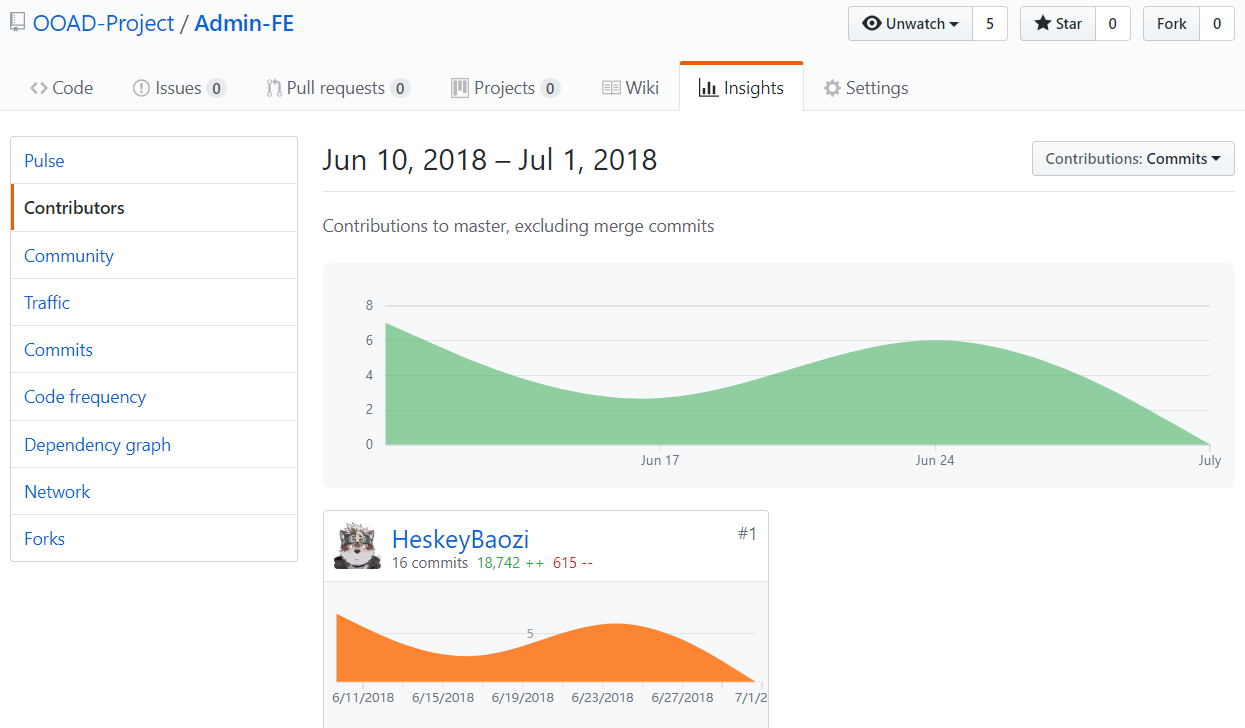 OOAD-Project / Admin-FE
Unwatch 5 Star 0 Fork 0
Code Issues 0 Pull requests 0 Projects 0 Wiki Insights Settings
Pulse
Contributors
Community
Traffic
Commits
Code frequency
Dependency graph
Network
Forks
Jun 10, 2018 – Jul 1, 2018
Contributions: Commits
Contributions to master, excluding merge commits
8
6
4
2
0
Jun 17 Jun 24 July
HeskeyBaozi #1
16 commits 18,742 ++ 615 --
5
6/11/2018 6/15/2018 6/19/2018 6/23/2018 6/27/2018 7/1/2